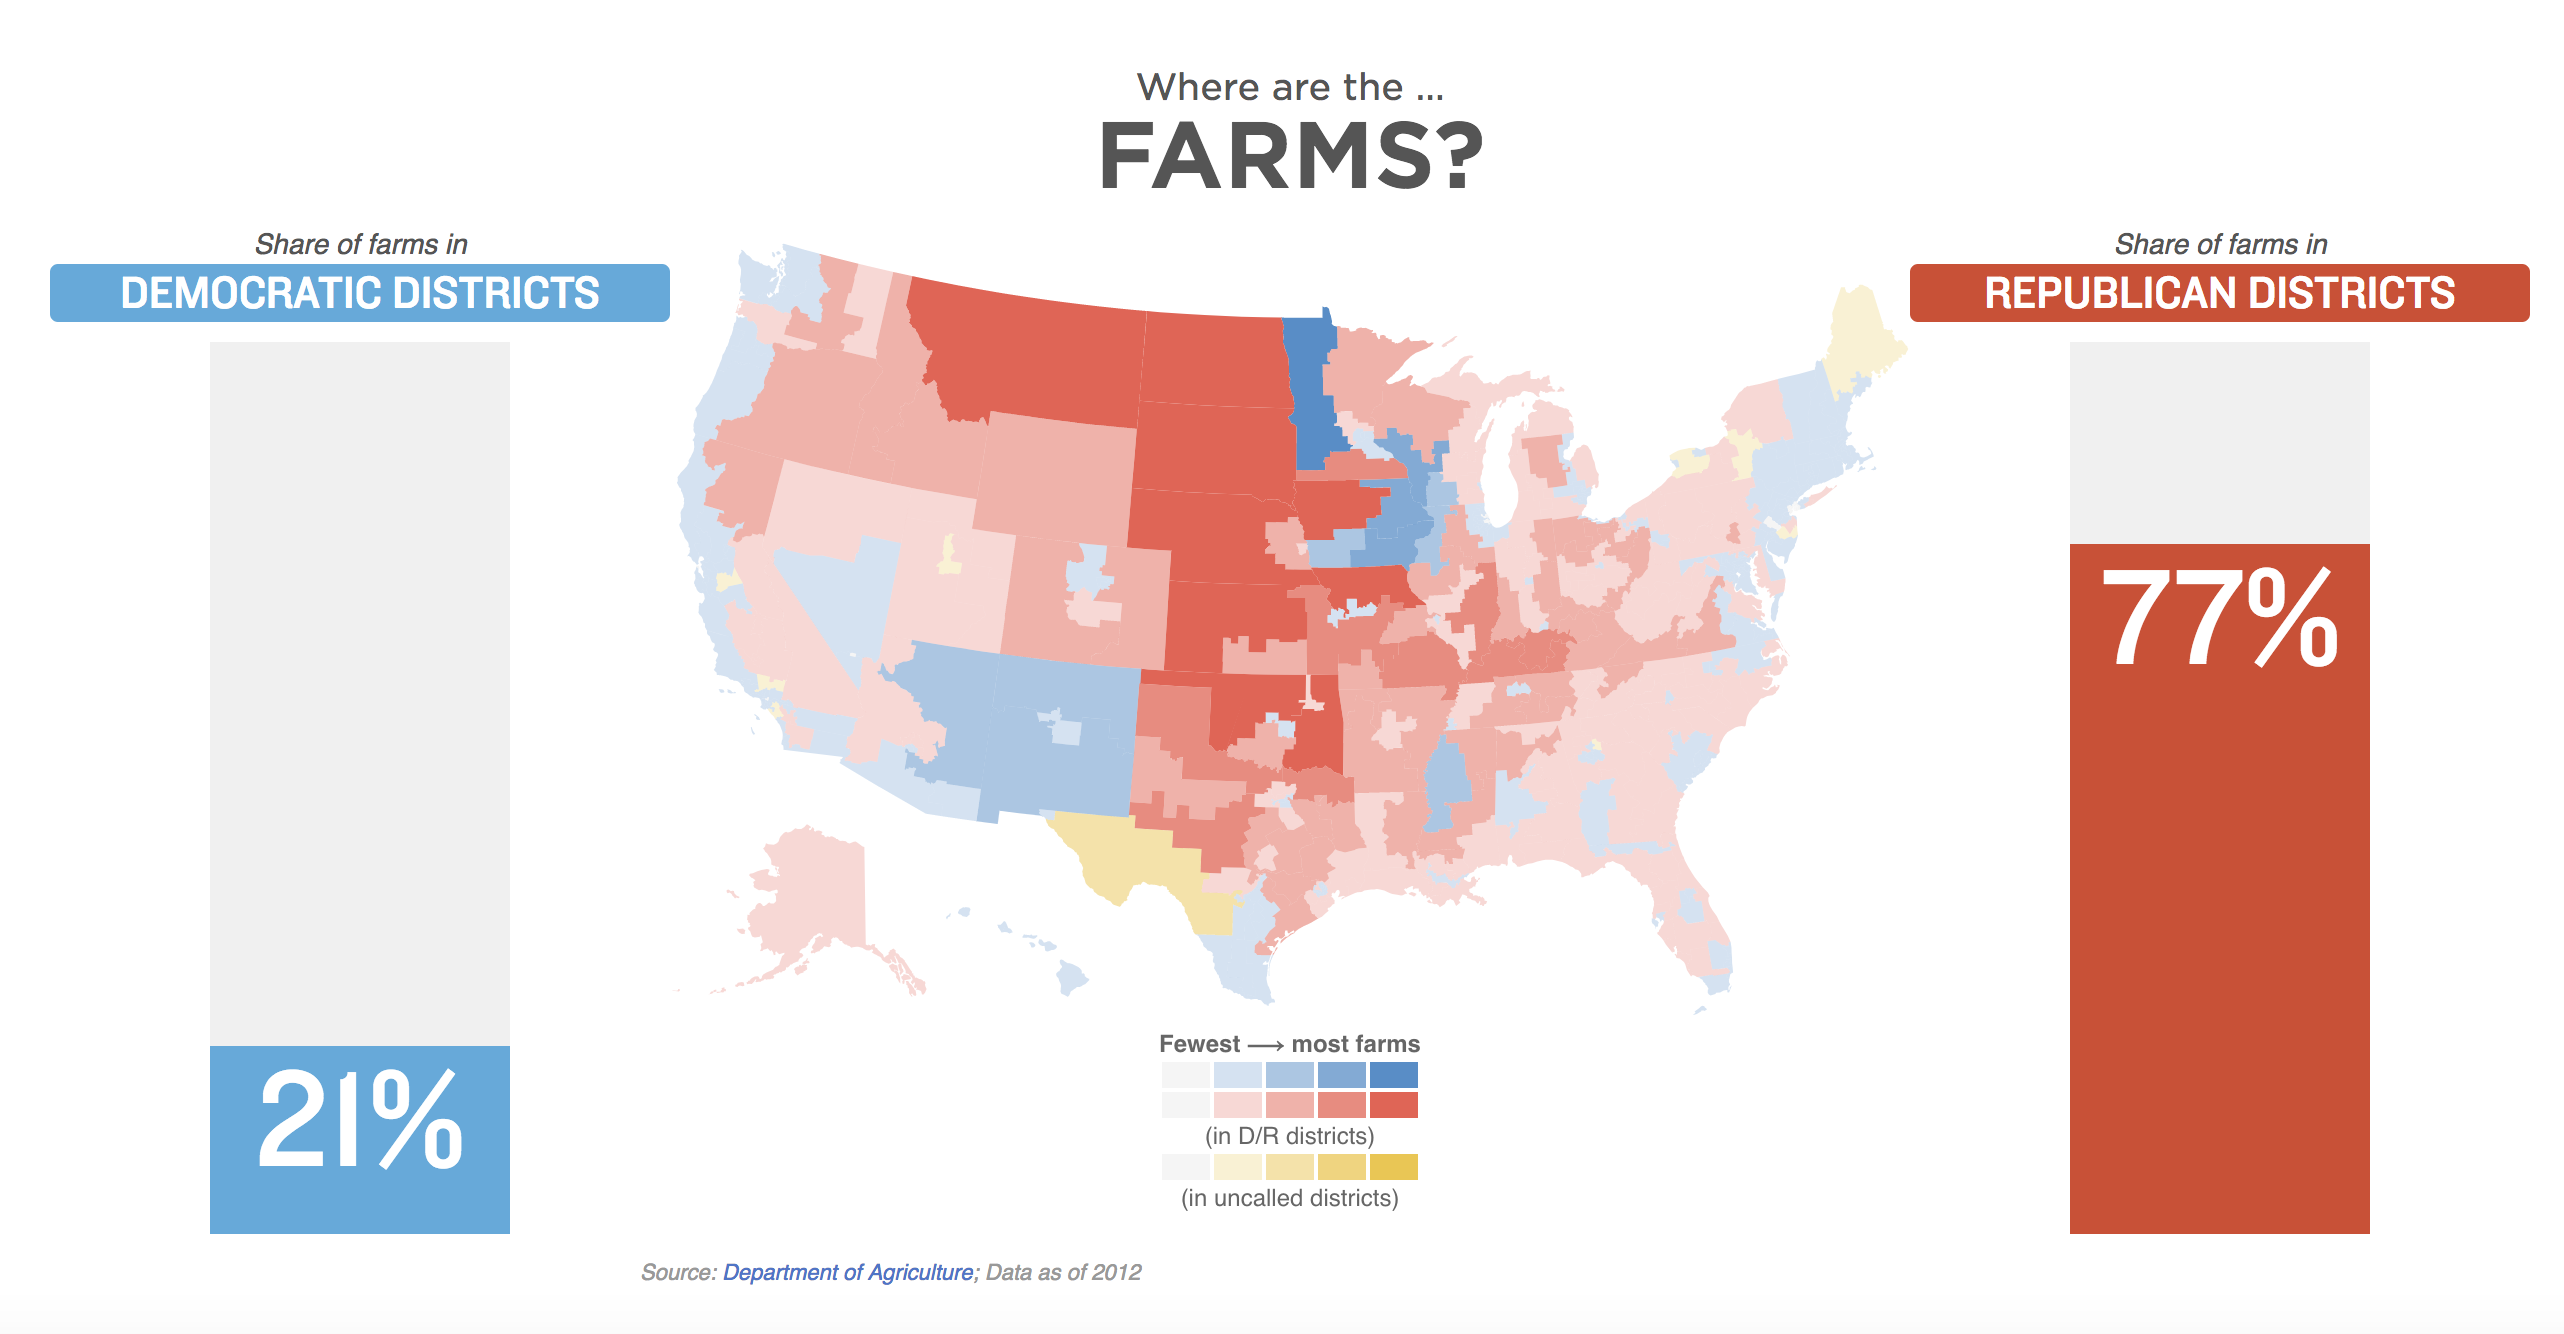 Where are the ...
FARMS?
Share of farms in
DEMOCRATIC DISTRICTS
21%
Share of farms in
REPUBLICAN DISTRICTS
77%
Fewest ⟶ most farms
(in D/R districts)
(in uncalled districts)
Source: Department of Agriculture; Data as of 2012